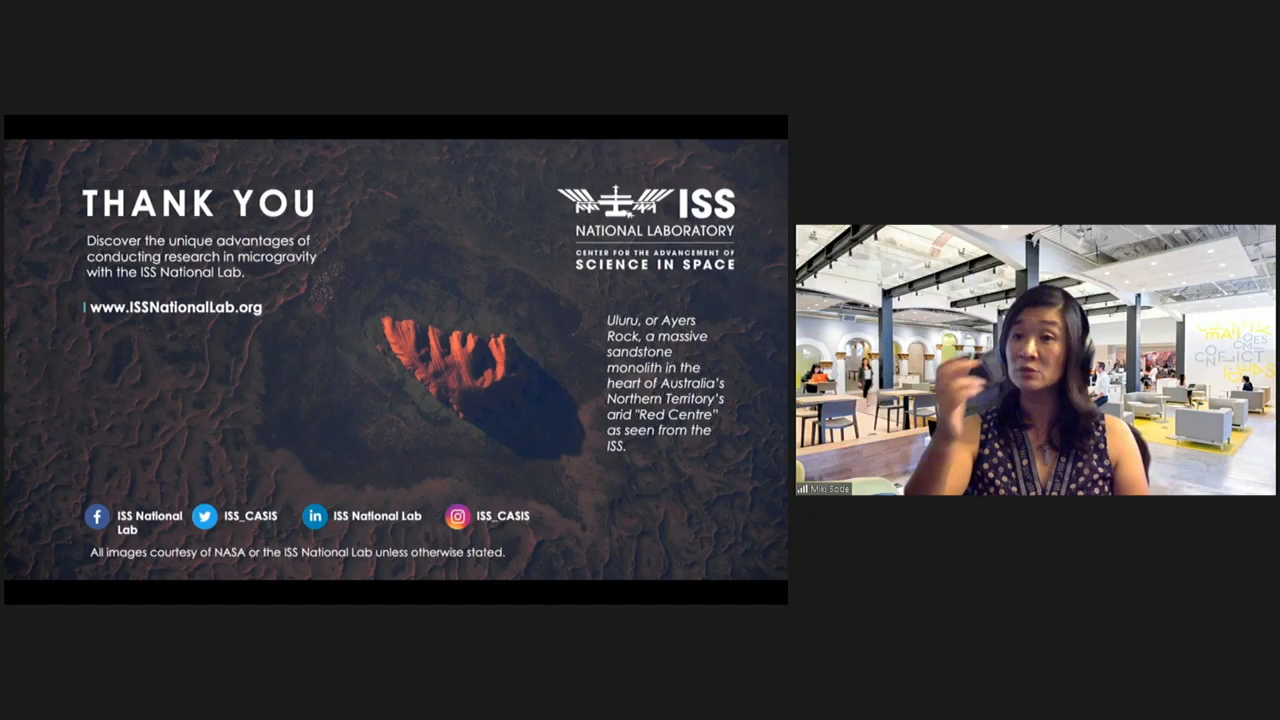 THANK YOU
Discover the unique advantages of
conducting research in microgravity
with the ISS National Lab.
www.ISSNationalLab.org
ISS
NATIONAL LABORATORY
CENTER FOR THE ADVANCEMENT OF
SCIENCE IN SPACE
Uluru, or Ayers
Rock, a massive
sandstone
monolith in the
heart of Australia's
Northern Territory's
arid "Red Centre"
as seen from the
ISS.
ISS National
Lab
ISS_CASIS
ISS National Lab
ISS_CASIS
All images courtesy of NASA or the ISS National Lab unless otherwise stated.
CONFLICT
Miki Sode